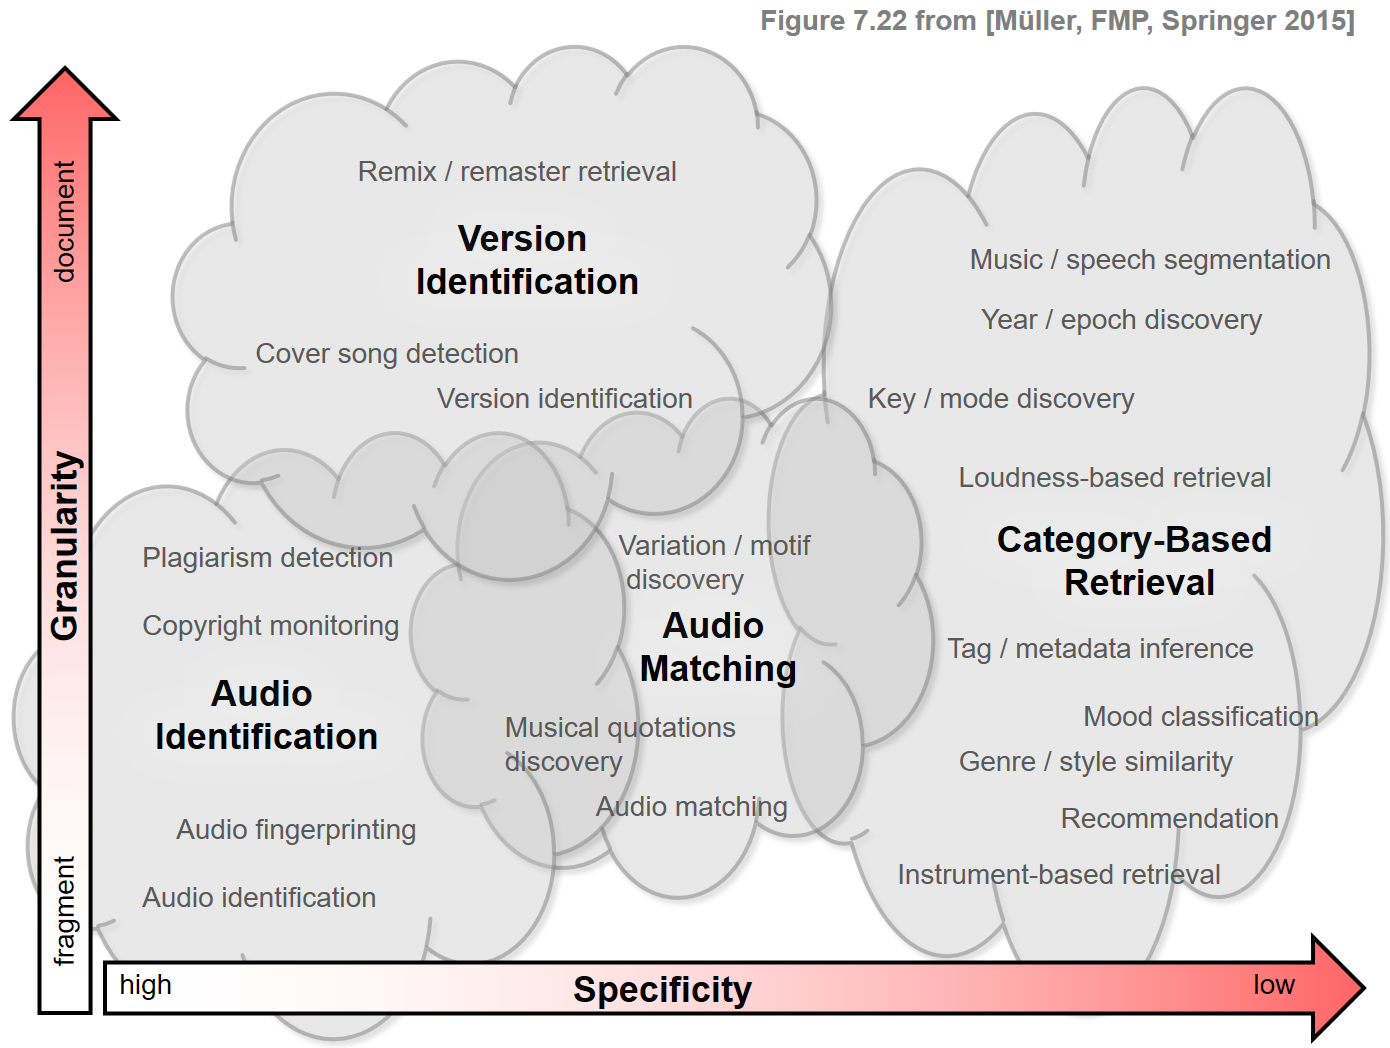 Figure 7.22 from [Müller, FMP, Springer 2015]
Granularity
document
fragment
Remix / remaster retrieval
Version
Identification
Cover song detection
Version identification
Plagiarism detection
Copyright monitoring
Audio
Identification
Audio fingerprinting
Audio identification
Variation / motif
discovery
Audio
Matching
Musical quotations
discovery
Audio matching
Music / speech segmentation
Year / epoch discovery
Key / mode discovery
Loudness-based retrieval
Category-Based
Retrieval
Tag / metadata inference
Mood classification
Genre / style similarity
Recommendation
Instrument-based retrieval
high
Specificity
low